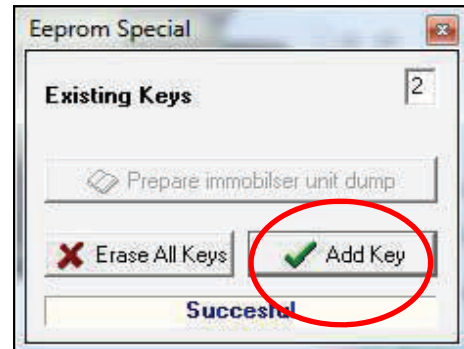 Eeprom Special
Existing Keys 2
Prepare immobilser unit dump
Erase All Keys Add Key
Succesful